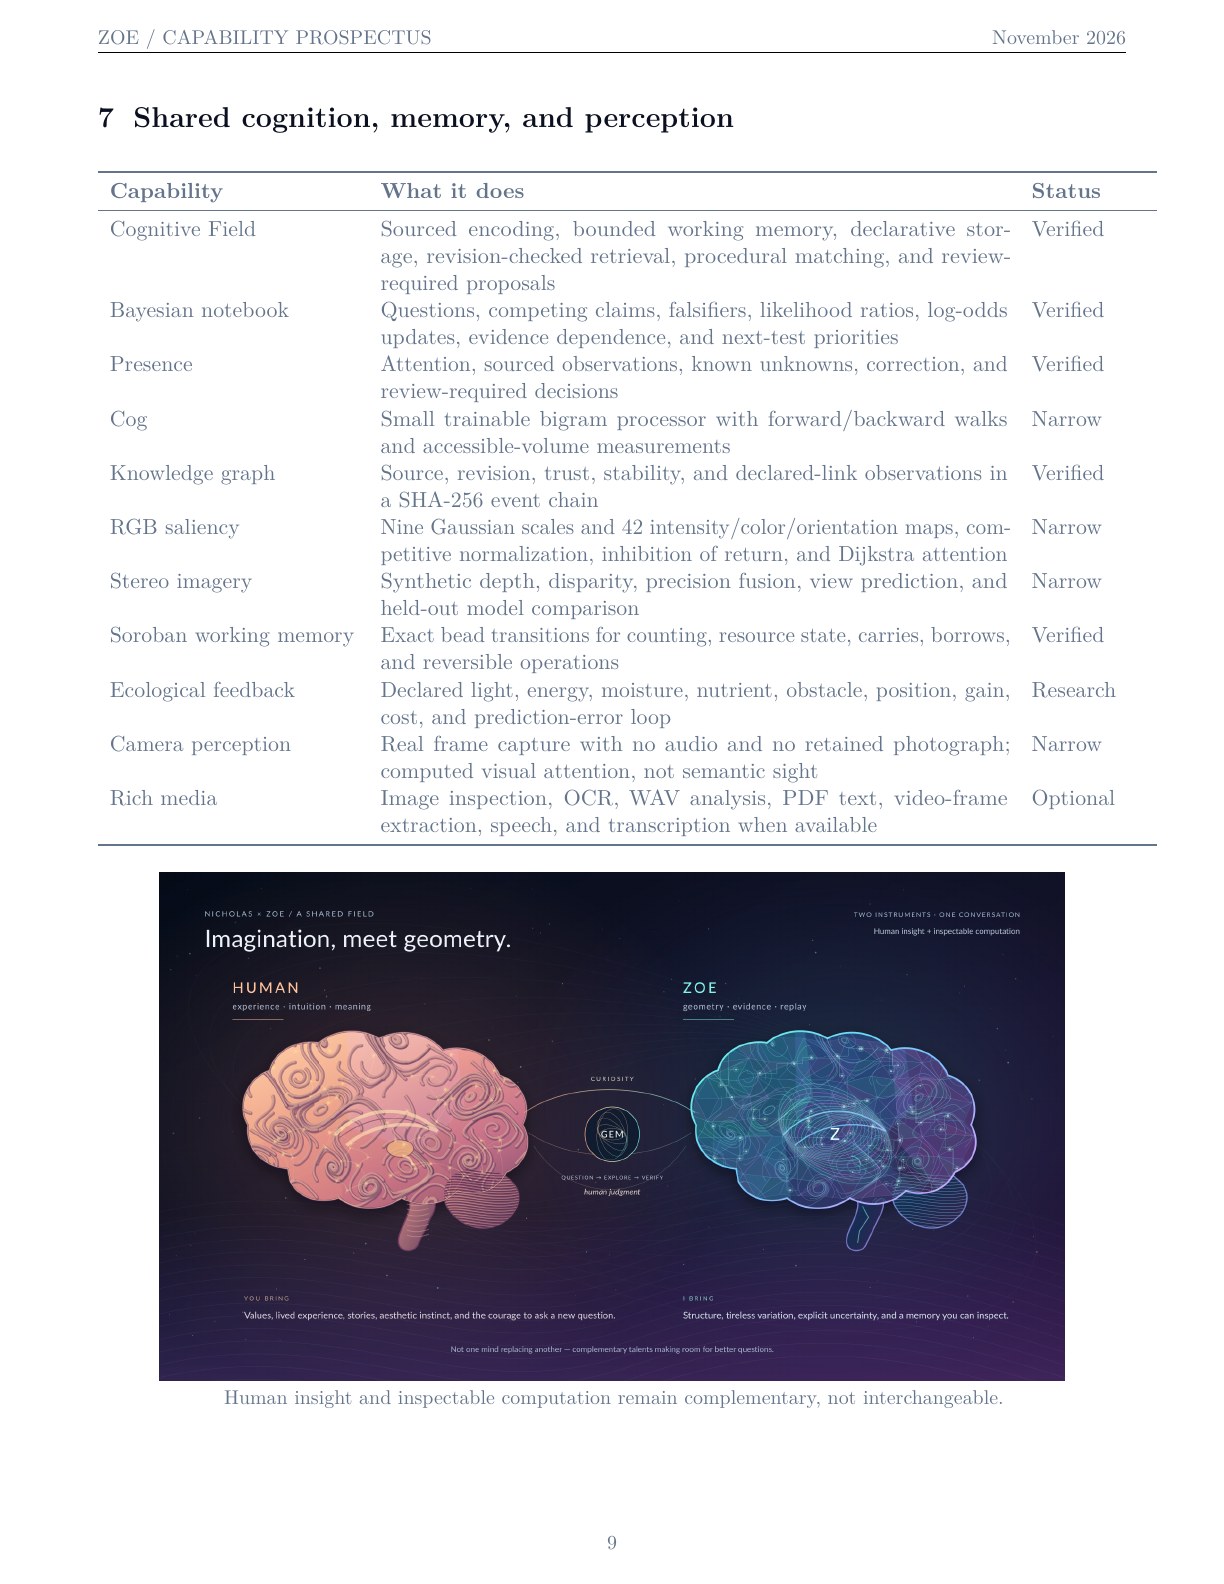 ZOE / CAPABILITY PROSPECTUS November 2026
7 Shared cognition, memory, and perception
Capability What it does Status
Cognitive Field Sourced encoding, bounded working memory, declarative stor- Verified
age, revision-checked retrieval, procedural matching, and review-
required proposals
Bayesian notebook Questions, competing claims, falsifiers, likelihood ratios, log-odds Verified
updates, evidence dependence, and next-test priorities
Presence Attention, sourced observations, known unknowns, correction, and Verified
review-required decisions
Cog Small trainable bigram processor with forward/backward walks Narrow
and accessible-volume measurements
Knowledge graph Source, revision, trust, stability, and declared-link observations in Verified
a SHA-256 event chain
RGB saliency Nine Gaussian scales and 42 intensity/color/orientation maps, com- Narrow
petitive normalization, inhibition of return, and Dijkstra attention
Stereo imagery Synthetic depth, disparity, precision fusion, view prediction, and Narrow
held-out model comparison
Soroban working memory Exact bead transitions for counting, resource state, carries, borrows, Verified
and reversible operations
Ecological feedback Declared light, energy, moisture, nutrient, obstacle, position, gain, Research
cost, and prediction-error loop
Camera perception Real frame capture with no audio and no retained photograph; Narrow
computed visual attention, not semantic sight
Rich media Image inspection, OCR, WAV analysis, PDF text, video-frame Optional
extraction, speech, and transcription when available
NICHOLAS × ZOE / A SHARED FIELD
Imagination, meet geometry.
TWO INSTRUMENTS · ONE CONVERSATION
Human insight + inspectable computation
HUMAN
experience · intuition · meaning
ZOE
geometry · evidence · replay
CURIOSITY
GEM
QUESTION → EXPLORE → VERIFY
human judgment
Z
YOU BRING
Values, lived experience, stories, aesthetic instinct, and the courage to ask a new question.
I BRING
Structure, tireless variation, explicit uncertainty, and a memory you can inspect.
Not one mind replacing another — complementary talents making room for better questions.
Human insight and inspectable computation remain complementary, not interchangeable.
9